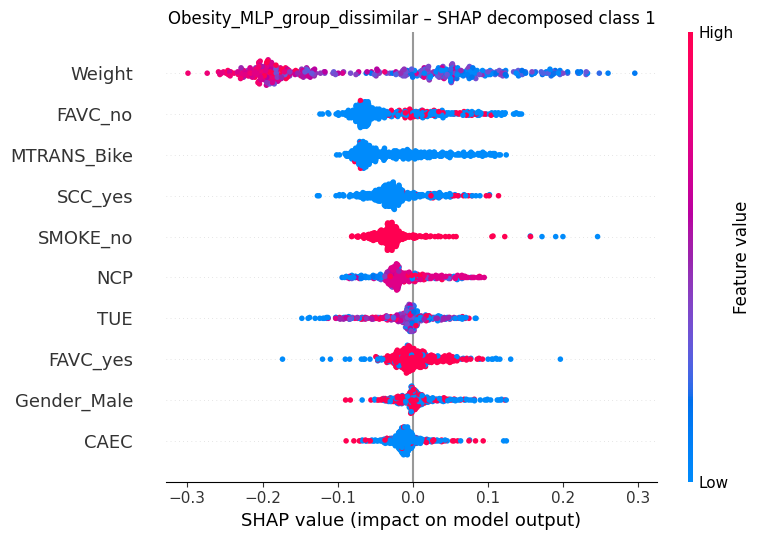 Obesity_MLP_group_dissimilar – SHAP decomposed class 1
High
Weight
FAVC_no
MTRANS_Bike
SCC_yes
SMOKE_no
NCP
TUE
FAVC_yes
Gender_Male
CAEC
Feature value
Low
−0.3 −0.2 −0.1 0.0 0.1 0.2 0.3
SHAP value (impact on model output)